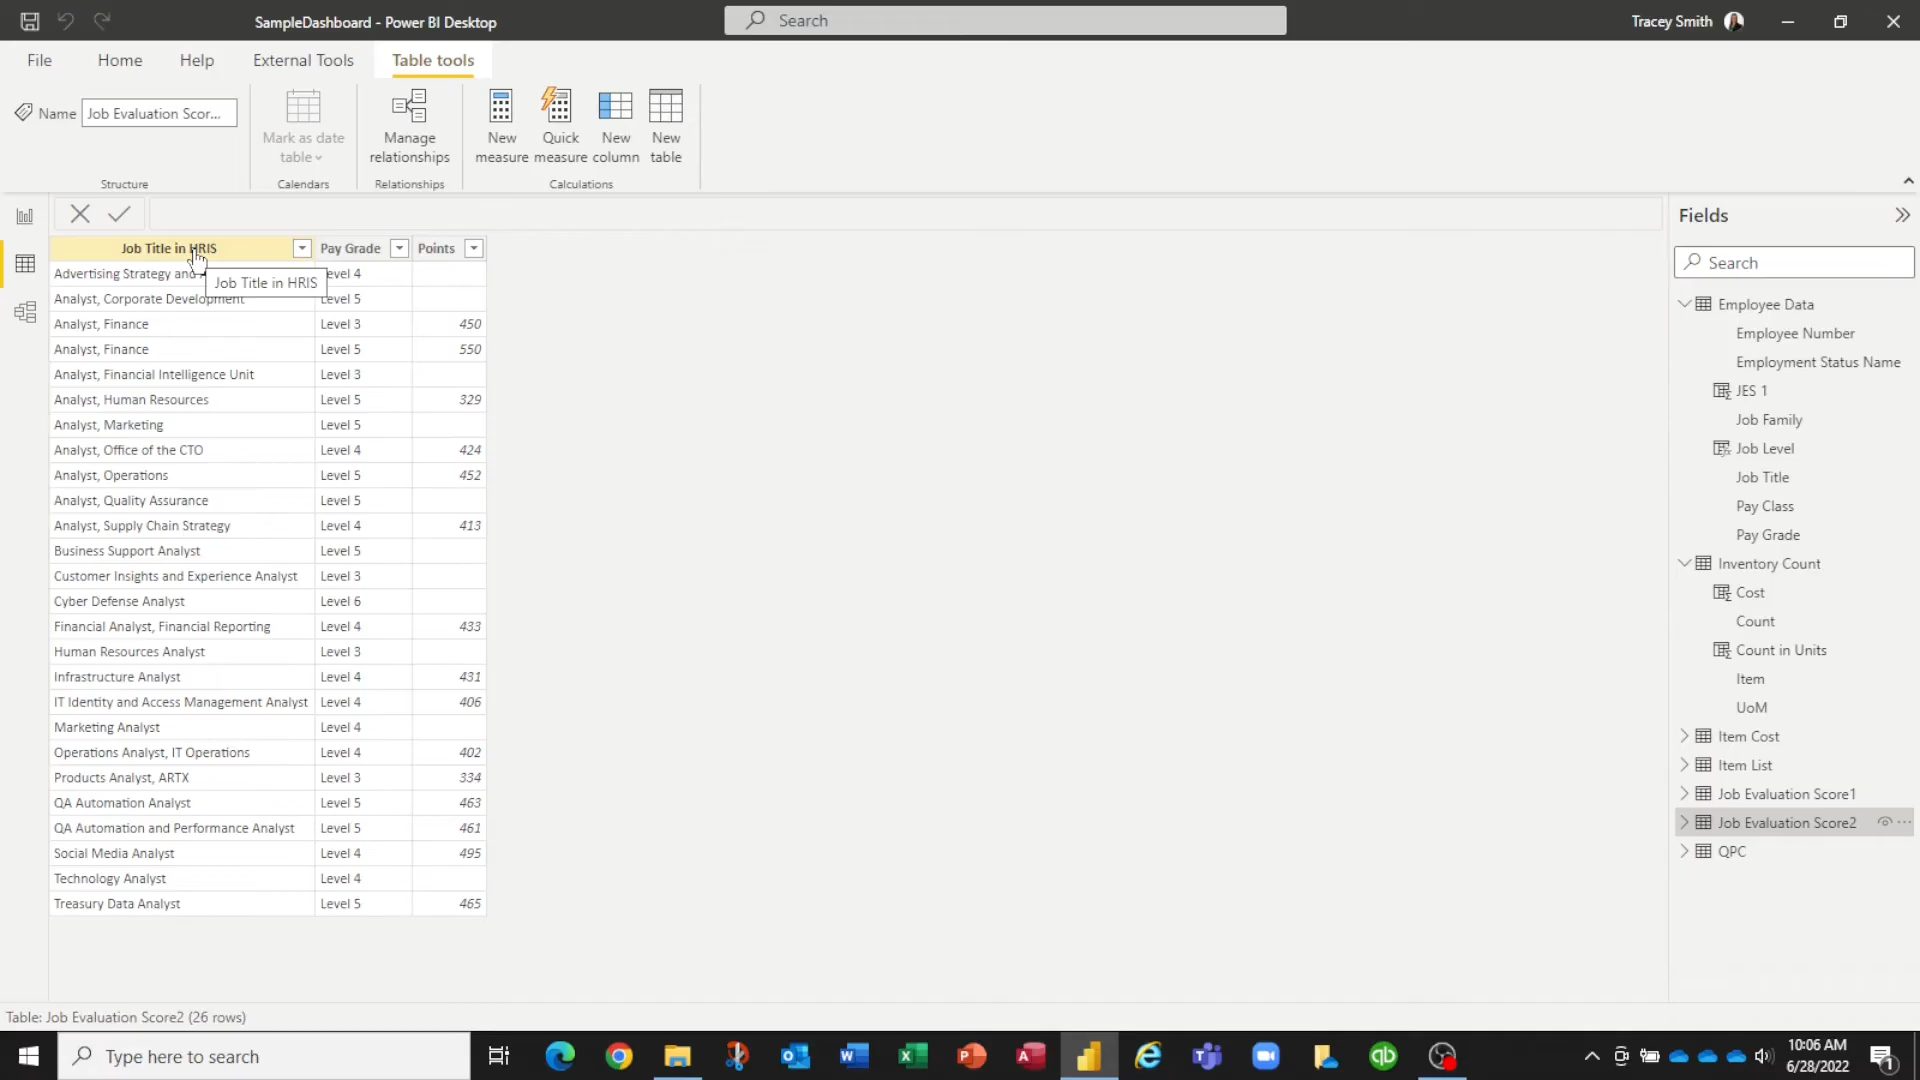 SampleDashboard - Power BI Desktop
Search
Tracey Smith
File
Home
Help
External Tools
Table tools
Name
Job Evaluation Scor...
Mark as date
table
Manage
relationships
New
measure
Quick
measure
New
column
New
table
Structure
Calendars
Relationships
Calculations
Job Title in HRIS
Pay Grade
Points
Advertising Strategy and
evel 4
Job Title in HRIS
Analyst, Corporate Development
Level 5
Analyst, Finance
Level 3
450
Analyst, Finance
Level 5
550
Analyst, Financial Intelligence Unit
Level 3
Analyst, Human Resources
Level 5
329
Analyst, Marketing
Level 5
Analyst, Office of the CTO
Level 4
424
Analyst, Operations
Level 5
452
Analyst, Quality Assurance
Level 5
Analyst, Supply Chain Strategy
Level 4
413
Business Support Analyst
Level 5
Customer Insights and Experience Analyst
Level 3
Cyber Defense Analyst
Level 6
Financial Analyst, Financial Reporting
Level 4
433
Human Resources Analyst
Level 3
Infrastructure Analyst
Level 4
431
IT Identity and Access Management Analyst
Level 4
406
Marketing Analyst
Level 4
Operations Analyst, IT Operations
Level 4
402
Products Analyst, ARTX
Level 3
334
QA Automation Analyst
Level 5
463
QA Automation and Performance Analyst
Level 5
461
Social Media Analyst
Level 4
495
Technology Analyst
Level 4
Treasury Data Analyst
Level 5
465
Fields
Search
Employee Data
Employee Number
Employment Status Name
JES 1
Job Family
Job Level
Job Title
Pay Class
Pay Grade
Inventory Count
Cost
Count
Count in Units
Item
UoM
Item Cost
Item List
Job Evaluation Score1
Job Evaluation Score2
QPC
Table: Job Evaluation Score2 (26 rows)
Type here to search
10:06 AM
6/28/2022
1